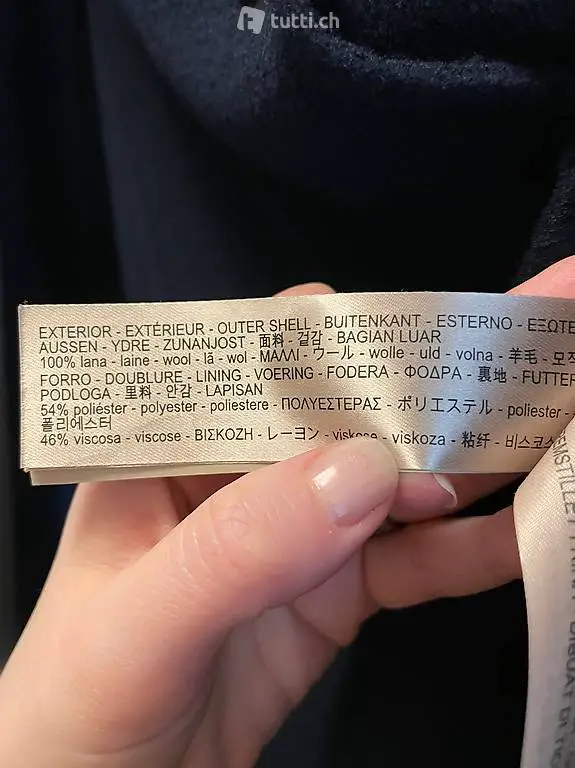 tutti.ch
EXTERIOR - EXTÉRIEUR - OUTER SHELL - BUITENKANT - ESTERNO - ΕΞΩΤΕ
AUSSEN - YDRE - ZUNANJOST - 面料 - 겉감 - BAGIAN LUAR
100% lana - laine - wool - lã - wol - ΜΑΛΛΙ - ウール - wolle - uld - volna - 羊毛 - 모직
FORRO - DOUBLURE - LINING - VOERING - FODERA - ΦΟΔΡΑ - 裏地 - FUTTER
PODLOGA - 里料 - 안감 - LAPISAN
54% poliéster - polyester - poliestere - ΠΟΛΥΕΣΤΕΡΑΣ - ポリエステル - poliester -
폴리에스터
46% viscosa - viscose - ΒΙΣΚΟΖΗ - レーヨン - viskose - viskoza - 粘纤 - 비스코스